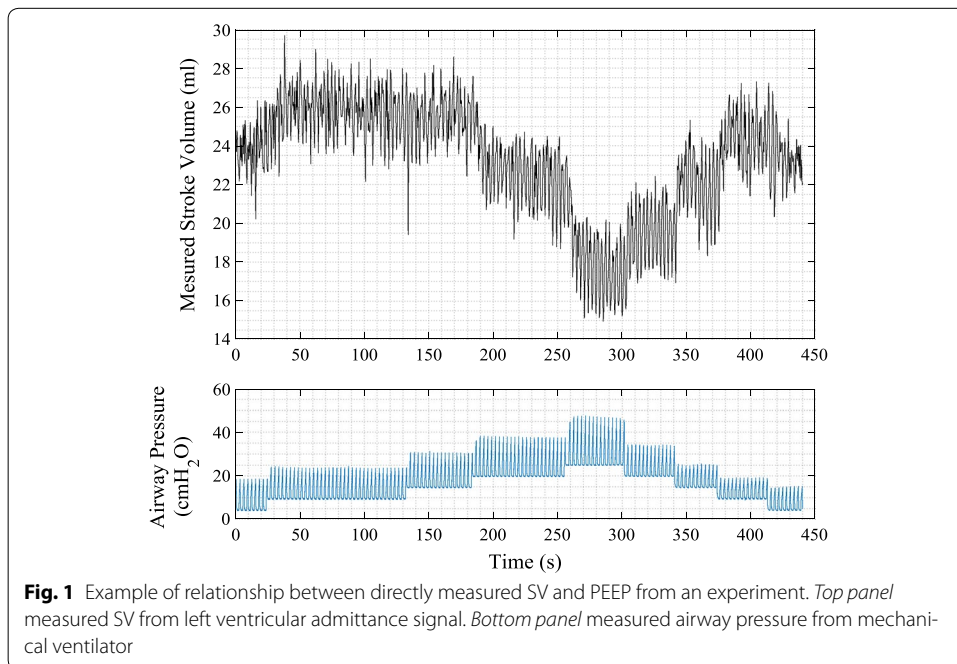 30
28
26
24
22
20
18
16
14
Mesured Stroke Volume (ml)
0 50 100 150 200 250 300 350 400 450
60
40
20
0
Airway Pressure
(cmH2O)
0 50 100 150 200 250 300 350 400 450
Time (s)
Fig. 1 Example of relationship between directly measured SV and PEEP from an experiment. Top panel
measured SV from left ventricular admittance signal. Bottom panel measured airway pressure from mechani-
cal ventilator